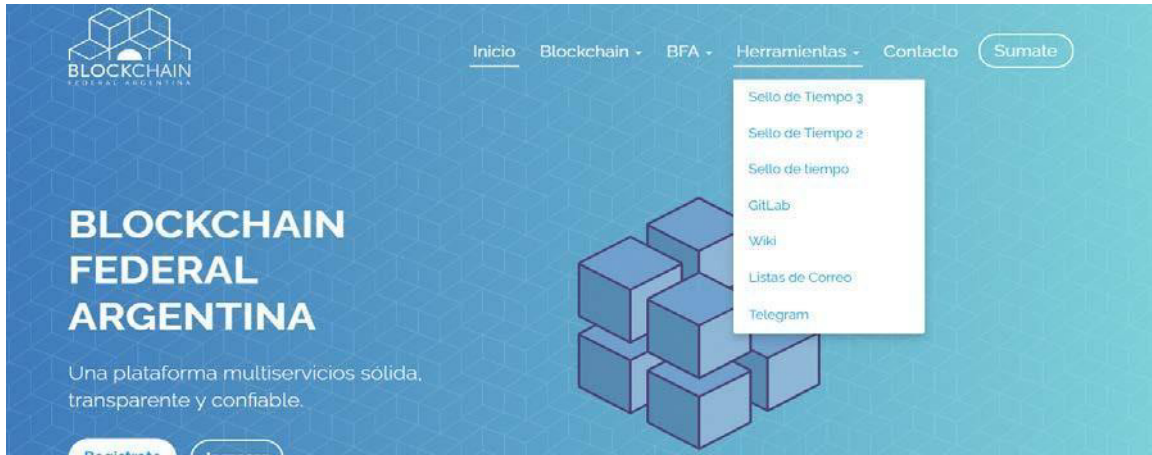 BLOCKCHAIN
FEDERAL ARGENTINA
Inicio Blockchain BFA Herramientas Contacto Sumate
Sello de Tiempo 3
Sello de Tiempo 2
Sello de tiempo
GitLab
Wiki
Listas de Correo
Telegram
BLOCKCHAIN
FEDERAL
ARGENTINA
Una plataforma multiservicios sólida,
transparente y confiable.
Registrate